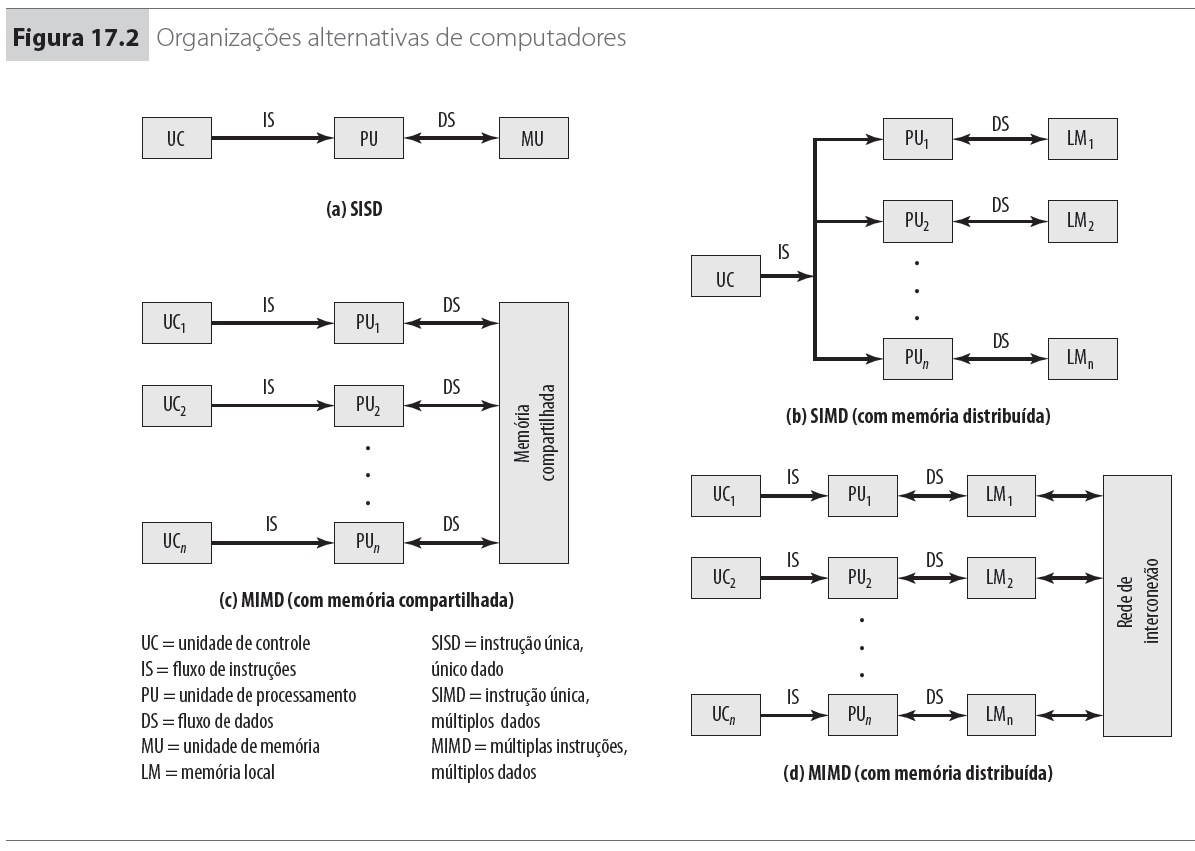 Figura 17.2 Organizações alternativas de computadores
UC IS PU DS MU
(a) SISD
UC IS
PU1 DS LM1
PU2 DS LM2
PUn DS LMn
(b) SIMD (com memória distribuída)
UC1 IS PU1 DS
UC2 IS PU2 DS
UCn IS PUn DS
Memória
compartilhada
(c) MIMD (com memória compartilhada)
UC1 IS PU1 DS LM1
UC2 IS PU2 DS LM2
UCn IS PUn DS LMn
Rede de
interconexão
(d) MIMD (com memória distribuída)
UC = unidade de controle
IS = fluxo de instruções
PU = unidade de processamento
DS = fluxo de dados
MU = unidade de memória
LM = memória local
SISD = instrução única,
único dado
SIMD = instrução única,
múltiplos dados
MIMD = múltiplas instruções,
múltiplos dados